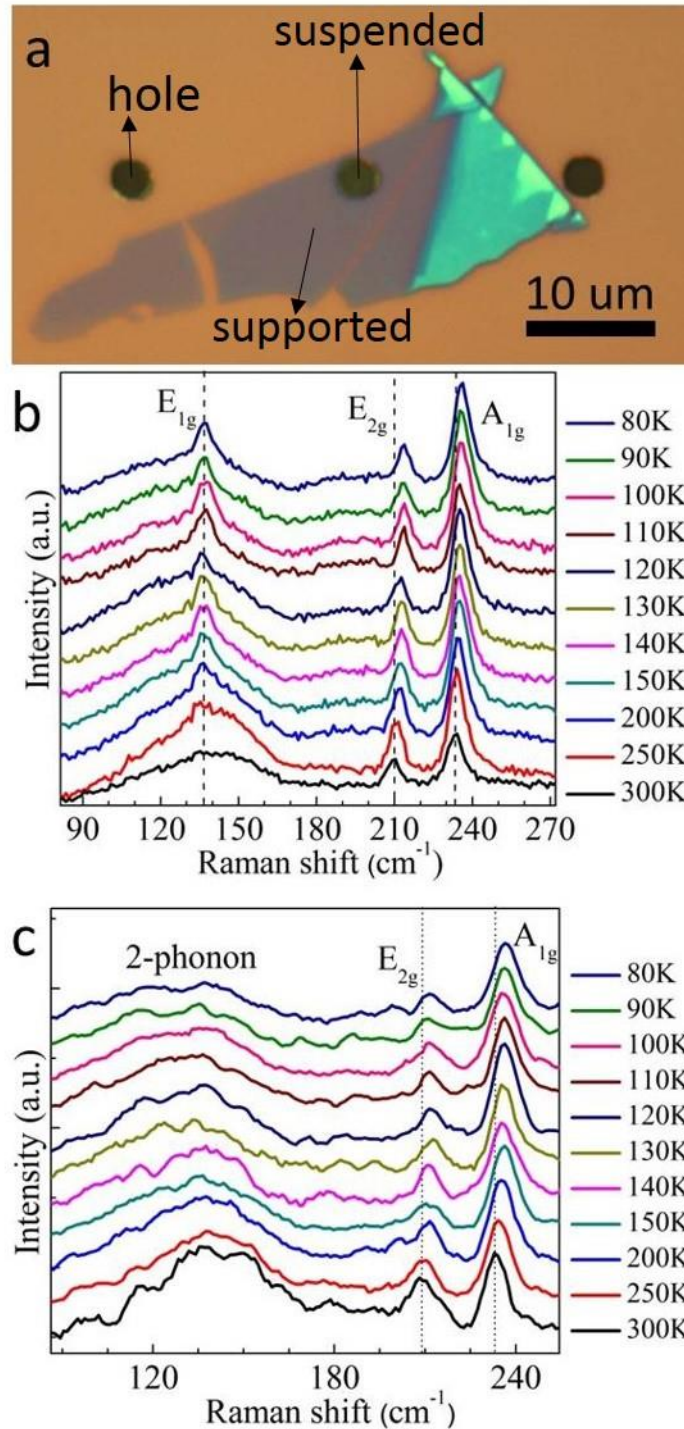 a
suspended
hole
supported
10 um
b
E1g
E2g
A1g
80K
90K
100K
110K
120K
130K
140K
150K
200K
250K
300K
Intensity (a.u.)
90 120 150 180 210 240 270
Raman shift (cm-1)
c
2-phonon
E2g
A1g
80K
90K
100K
110K
120K
130K
140K
150K
200K
250K
300K
Intensity (a.u.)
120 180 240
Raman shift (cm-1)